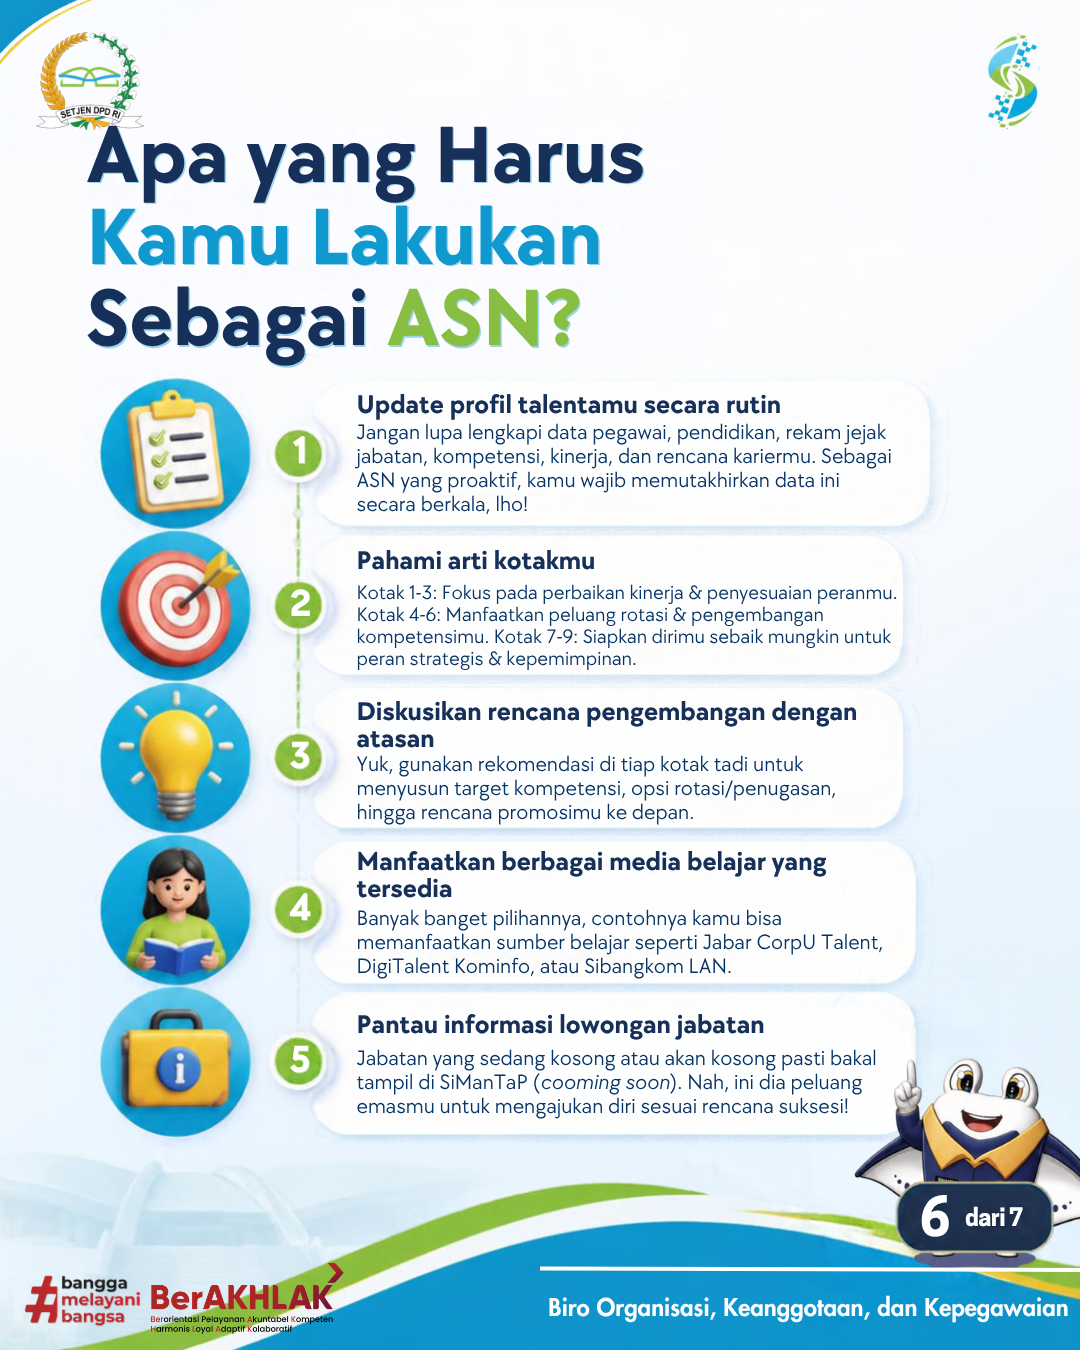 SETJEN DPD RI
Apa yang Harus
Kamu Lakukan
Sebagai ASN?
1
Update profil talentamu secara rutin
Jangan lupa lengkapi data pegawai, pendidikan, rekam jejak
jabatan, kompetensi, kinerja, dan rencana kariermu. Sebagai
ASN yang proaktif, kamu wajib memutakhirkan data ini
secara berkala, lho!
2
Pahami arti kotakmu
Kotak 1-3: Fokus pada perbaikan kinerja & penyesuaian peranmu.
Kotak 4-6: Manfaatkan peluang rotasi & pengembangan
kompetensimu. Kotak 7-9: Siapkan dirimu sebaik mungkin untuk
peran strategis & kepemimpinan.
3
Diskusikan rencana pengembangan dengan
atasan
Yuk, gunakan rekomendasi di tiap kotak tadi untuk
menyusun target kompetensi, opsi rotasi/penugasan,
hingga rencana promosimu ke depan.
4
Manfaatkan berbagai media belajar yang
tersedia
Banyak banget pilihannya, contohnya kamu bisa
memanfaatkan sumber belajar seperti Jabar CorpU Talent,
DigiTalent Kominfo, atau Sibangkom LAN.
5
Pantau informasi lowongan jabatan
Jabatan yang sedang kosong atau akan kosong pasti bakal
tampil di SiManTaP (cooming soon). Nah, ini dia peluang
emasmu untuk mengajukan diri sesuai rencana suksesi!
6 dari 7
#bangga
melayani
bangsa
BerAKHLAK
Berorientasi Pelayanan Akuntabel Kompeten
Harmonis Loyal Adaptif Kolaboratif
Biro Organisasi, Keanggotaan, dan Kepegawaian